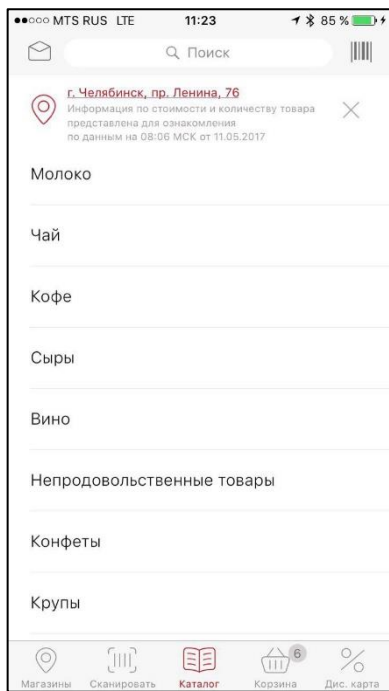 MTS RUS LTE 11:23 85 %
Поиск
г. Челябинск, пр. Ленина, 76
Информация по стоимости и количеству товара
представлена для ознакомления
по данным на 08:06 МСК от 11.05.2017
Молоко
Чай
Кофе
Сыры
Вино
Непродовольственные товары
Конфеты
Крупы
6
Магазины Сканировать Каталог Корзина Дис. карта